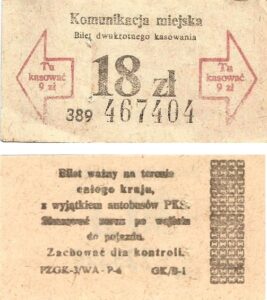 Komunikacja miejska
Bilet dwukrotnego kasowania
Tu
kasować
9 zł
18 zł
Tu
kasować
9 zł
389 467404
Bilet ważny na terenie
całego kraju,
z wyjątkiem autobusów PKS.
Skasować zaraz po wejściu
do pojazdu.
Zachować dla kontroli.
PZGK-3/WA - P-6 GK/B-1